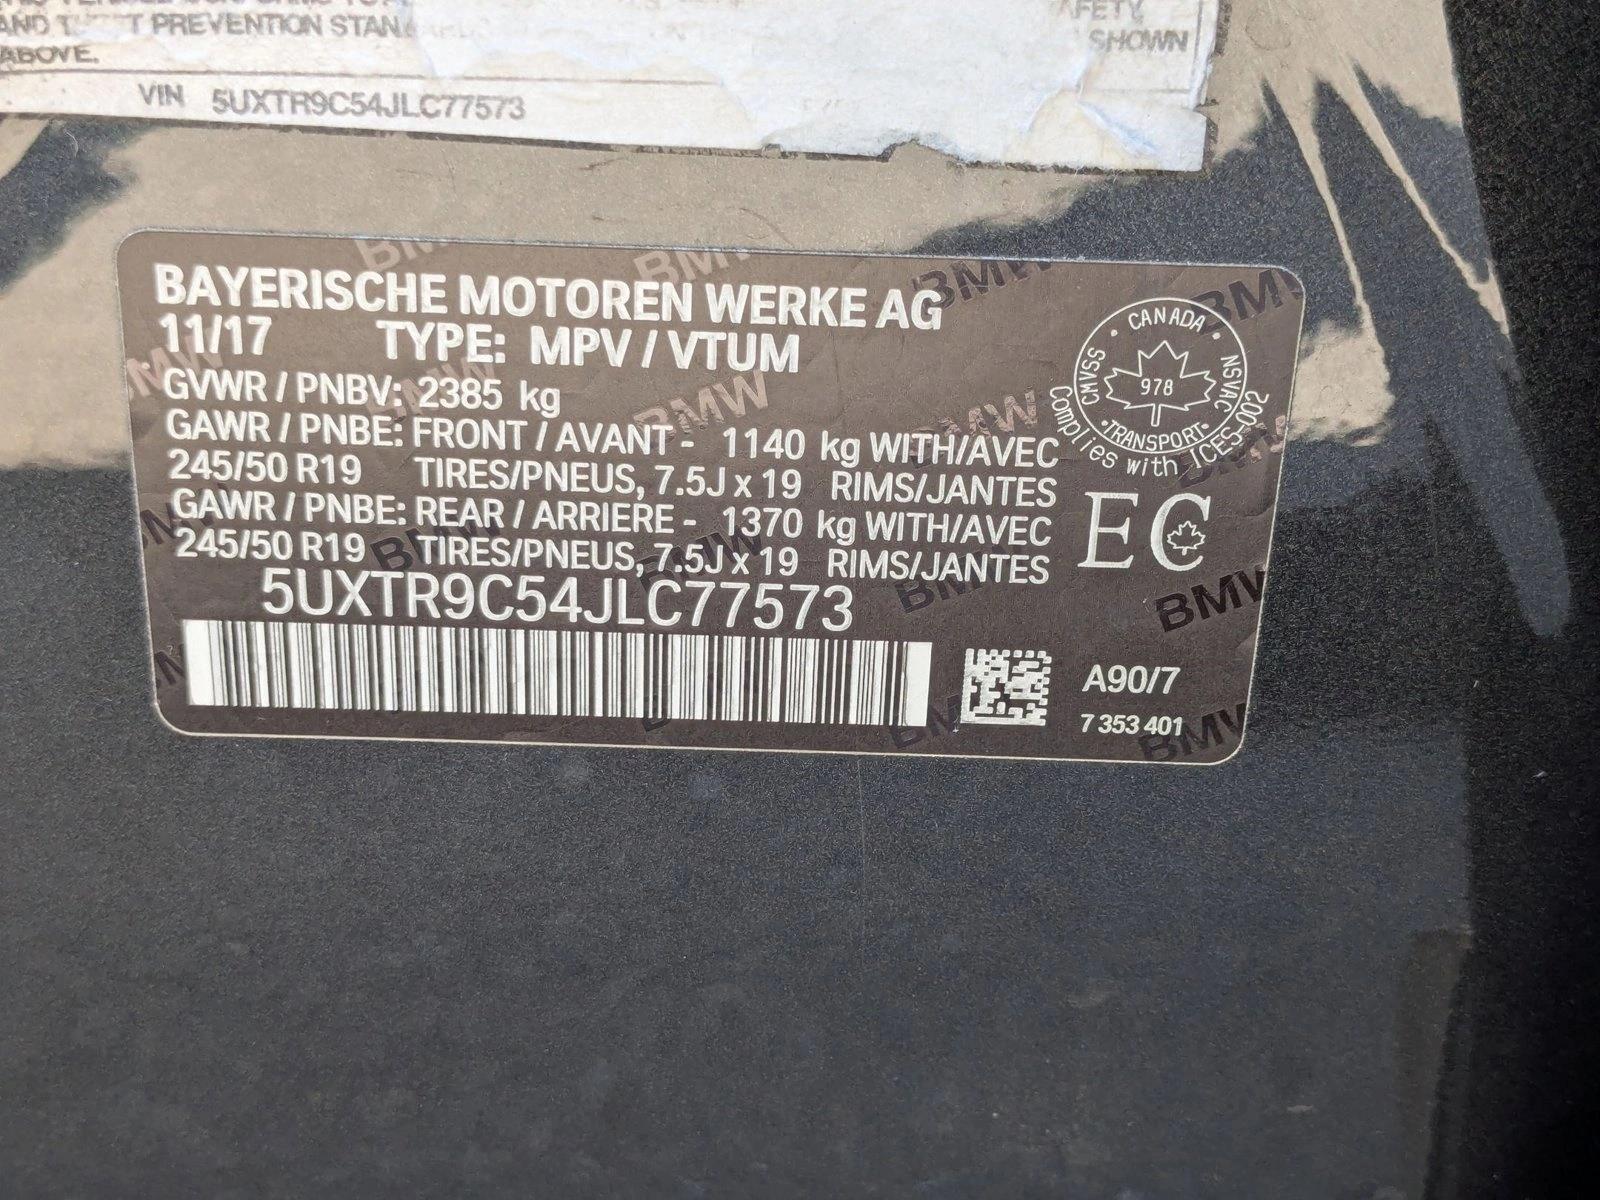 AND T T PREVENTION STAN
AFETY,
SHOWN
ABOVE.
VIN 5UXTR9C54JLC77573
BAYERISCHE MOTOREN WERKE AG
11/17 TYPE: MPV / VTUM
GVWR / PNBV: 2385 kg
GAWR / PNBE: FRONT / AVANT - 1140 kg WITH/AVEC
245/50 R19 TIRES/PNEUS, 7.5J x 19 RIMS/JANTES
GAWR / PNBE: REAR / ARRIERE - 1370 kg WITH/AVEC
245/50 R19 TIRES/PNEUS, 7.5J x 19 RIMS/JANTES
5UXTR9C54JLC77573
CANADA
CMVSS 978 NSVAC
TRANSPORT
Complies with ICES-002
EC
A90/7
7 353 401
BMW